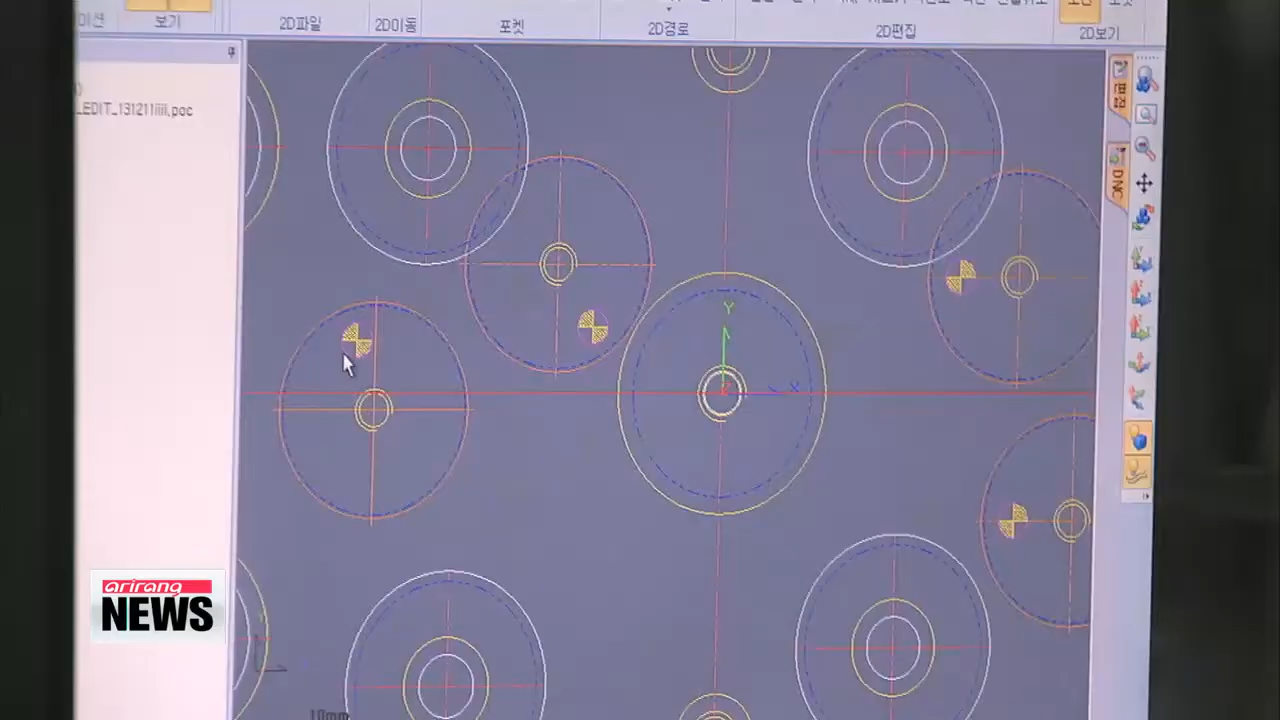 보기
2D파일
2D이동
포켓
2D경로
2D편집
2D보기
_EDIT_131211iiii,poc
편집
DNC
Y
X
arirang
NEWS
10mm